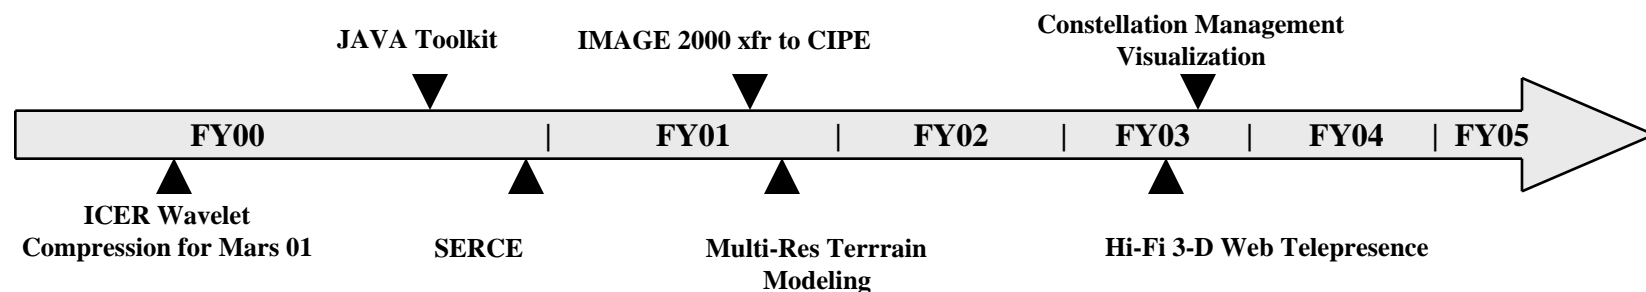 Constellation Management
Visualization
JAVA Toolkit
IMAGE 2000 xfr to CIPE
FY00 | FY01 | FY02 | FY03 | FY04 | FY05
ICER Wavelet
Compression for Mars 01
SERCE
Multi-Res Terrrain
Modeling
Hi-Fi 3-D Web Telepresence